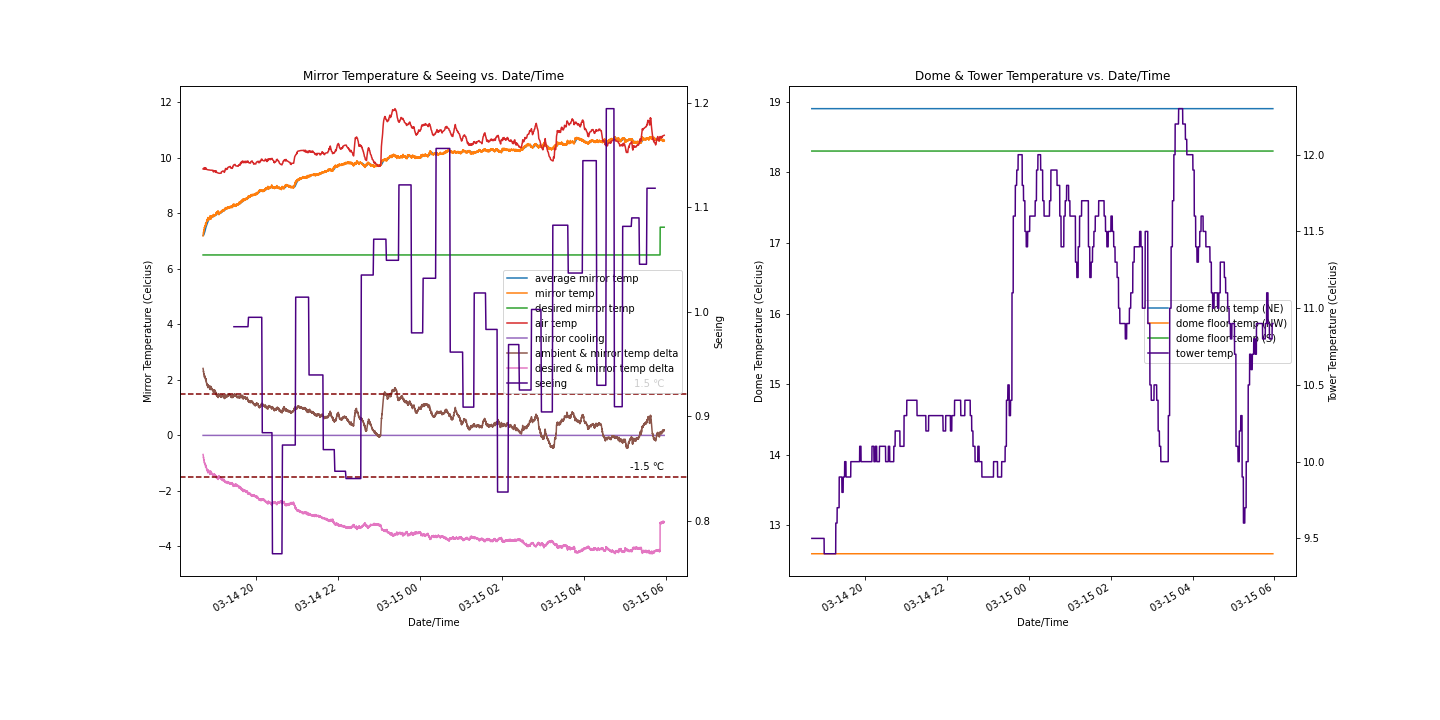 Mirror Temperature & Seeing vs. Date/Time
12
10
8
6
4
2
0
−2
−4
Mirror Temperature (Celcius)
1.2
1.1
1.0
0.9
0.8
Seeing
average mirror temp
mirror temp
desired mirror temp
air temp
mirror cooling
ambient & mirror temp delta
desired & mirror temp delta
seeing
1.5 °C
-1.5 °C
03-14 20
03-14 22
03-15 00
03-15 02
03-15 04
03-15 06
Date/Time
Dome & Tower Temperature vs. Date/Time
19
18
17
16
15
14
13
Dome Temperature (Celcius)
12.0
11.5
11.0
10.5
10.0
9.5
Tower Temperature (Celcius)
dome floor temp (NE)
dome floor temp (NW)
dome floor temp (S)
tower temp
03-14 20
03-14 22
03-15 00
03-15 02
03-15 04
03-15 06
Date/Time